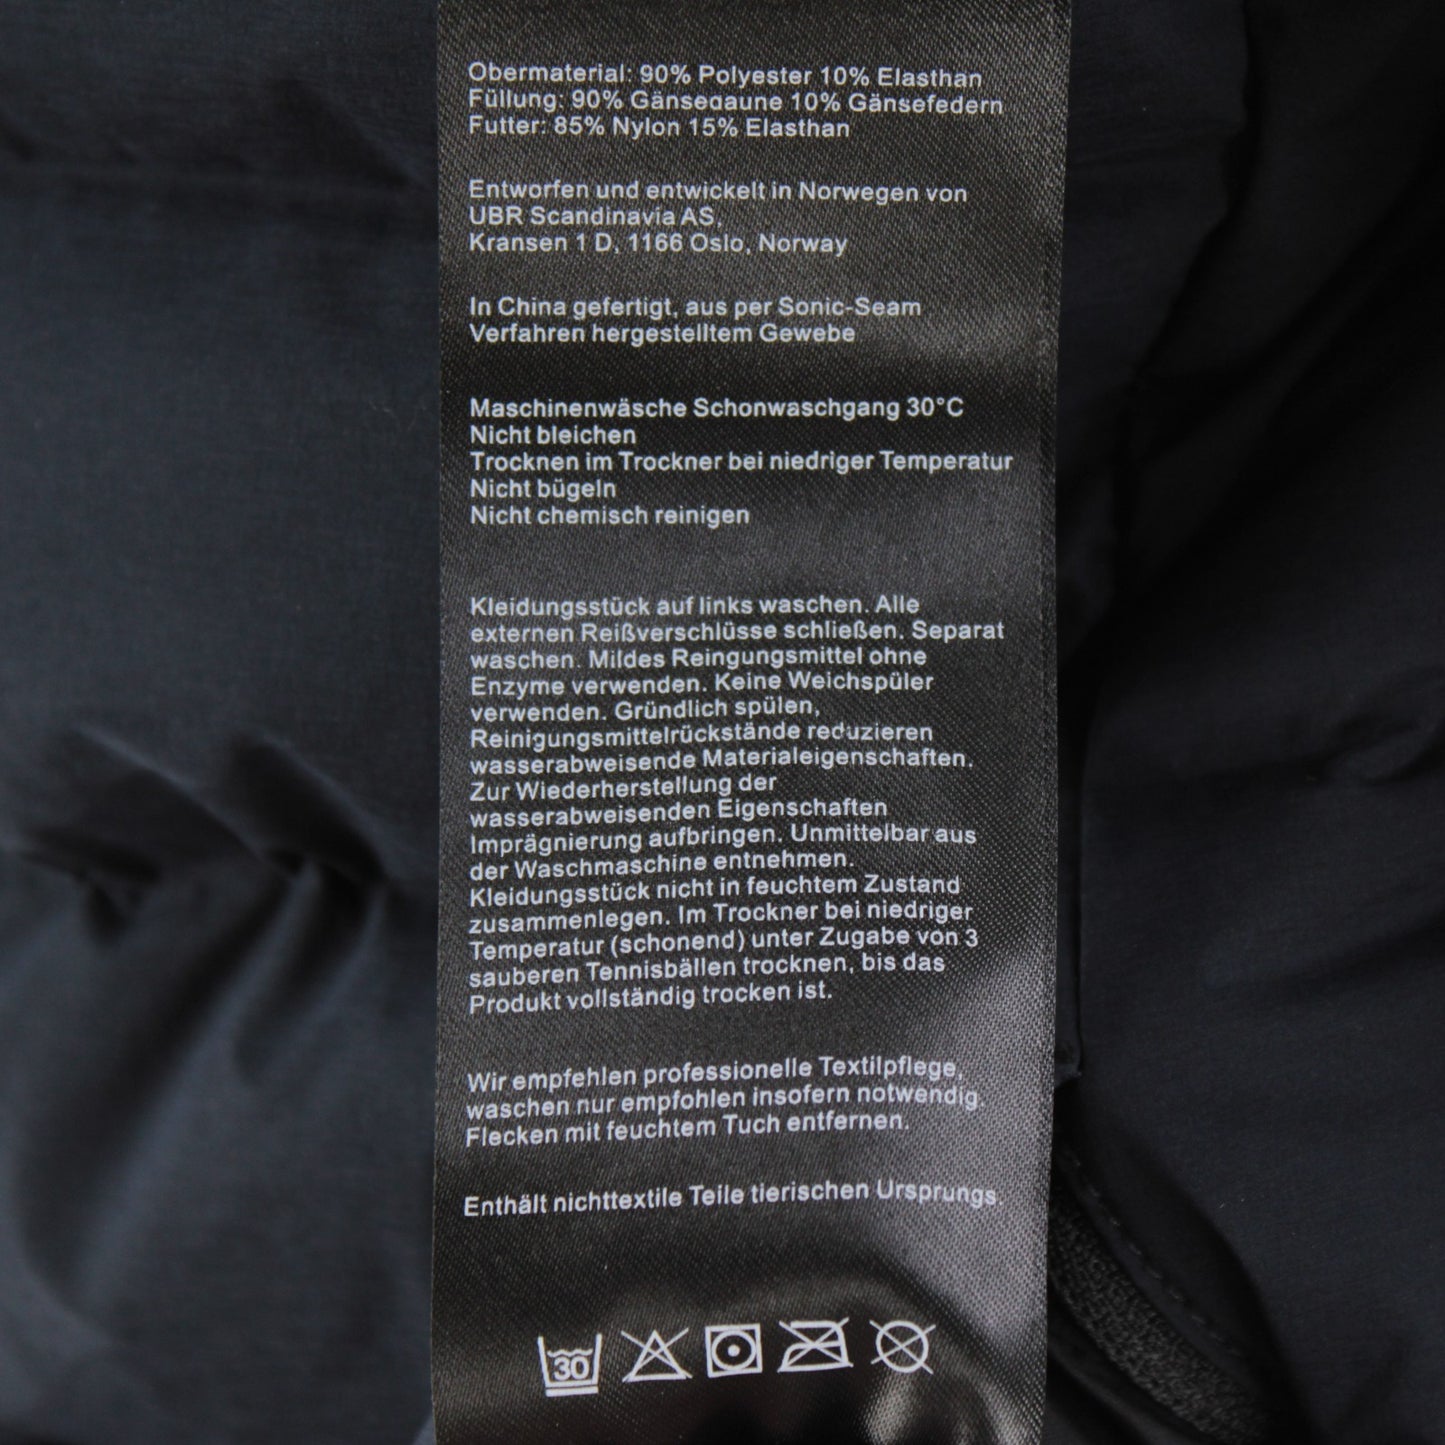 Obermaterial: 90% Polyester 10% Elasthan
Füllung: 90% Gänsedaune 10% Gänsefedern
Futter: 85% Nylon 15% Elasthan
Entworfen und entwickelt in Norwegen von
UBR Scandinavia AS,
Kransen 1 D, 1166 Oslo, Norway
In China gefertigt, aus per Sonic-Seam
Verfahren hergestelltem Gewebe
Maschinenwäsche Schonwaschgang 30°C
Nicht bleichen
Trocknen im Trockner bei niedriger Temperatur
Nicht bügeln
Nicht chemisch reinigen
Kleidungsstück auf links waschen. Alle
externen Reißverschlüsse schließen. Separat
waschen. Mildes Reingungsmittel ohne
Enzyme verwenden. Keine Weichspüler
verwenden. Gründlich spülen,
Reinigungsmittelrückstände reduzieren
wasserabweisende Materialeigenschaften.
Zur Wiederherstellung der
wasserabweisenden Eigenschaften
Imprägnierung aufbringen. Unmittelbar aus
der Waschmaschine entnehmen.
Kleidungsstück nicht in feuchtem Zustand
zusammenlegen. Im Trockner bei niedriger
Temperatur (schonend) unter Zugabe von 3
sauberen Tennisbällen trocknen, bis das
Produkt vollständig trocken ist.
Wir empfehlen professionelle Textilpflege,
waschen nur empfohlen insofern notwendig.
Flecken mit feuchtem Tuch entfernen.
Enthält nichttextile Teile tierischen Ursprungs.
30